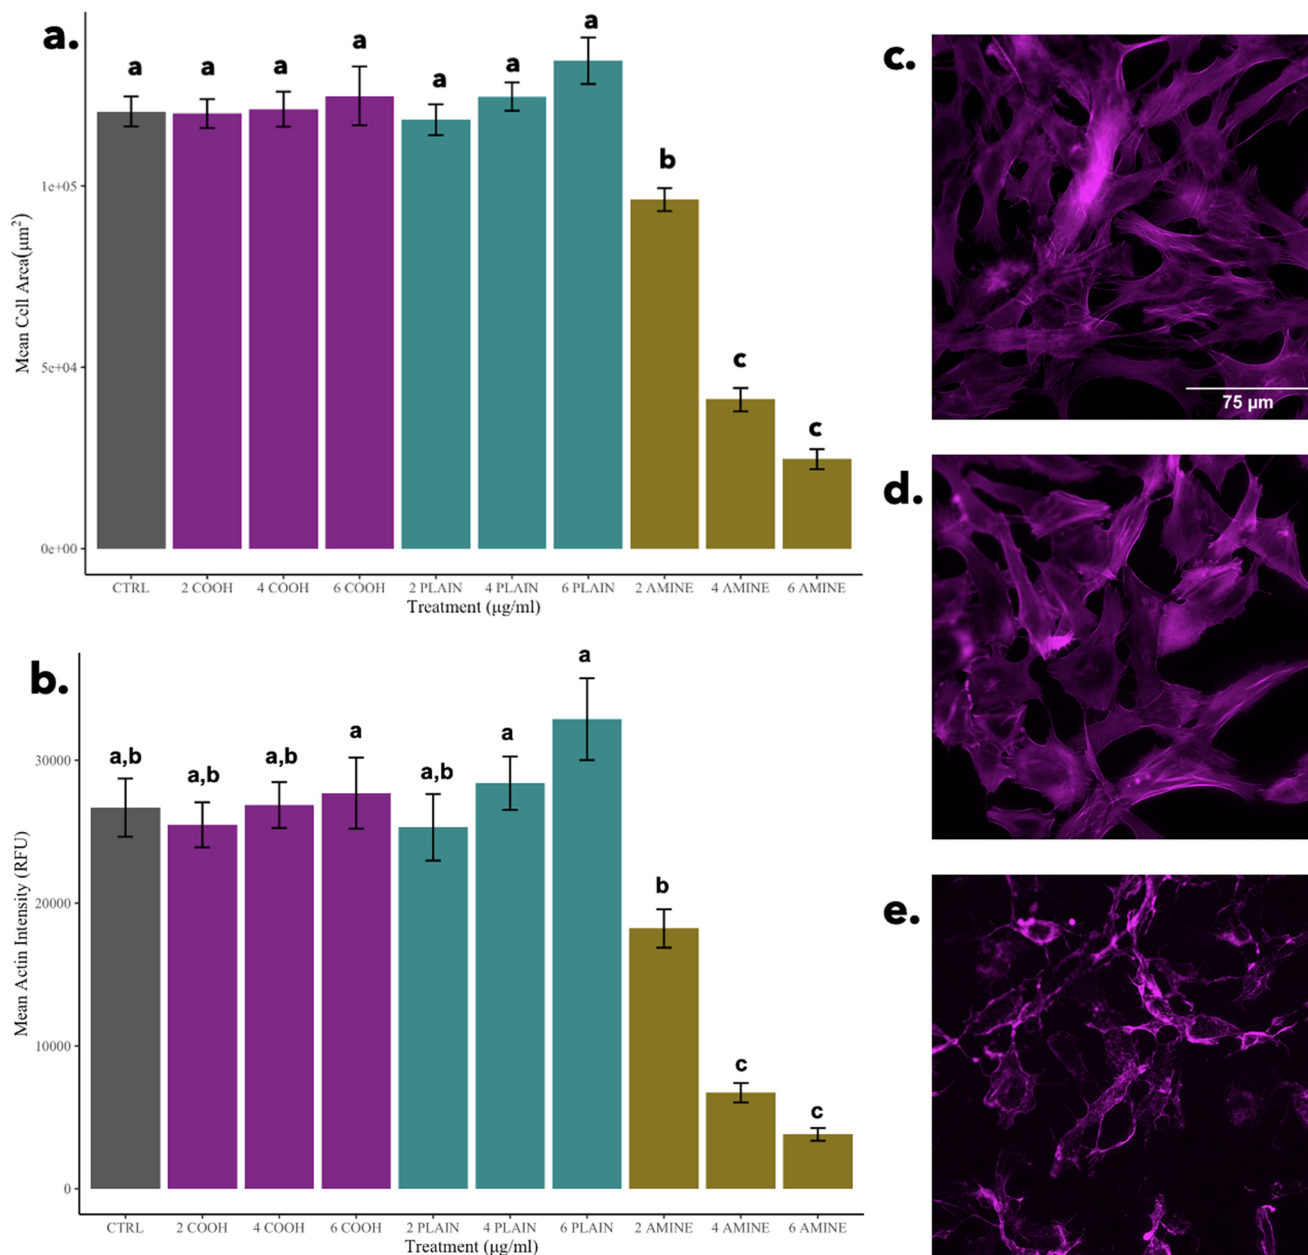 a.
a a a a a a a b c c
Mean Cell Area(μm²)
1e+05
5e+04
0e+00
CTRL 2 COOH 4 COOH 6 COOH 2 PLAIN 4 PLAIN 6 PLAIN 2 AMINE 4 AMINE 6 AMINE
Treatment (μg/ml)
b.
a,b a,b a,b a a,b a a b c c
Mean Actin Intensity (RFU)
30000
20000
10000
0
CTRL 2 COOH 4 COOH 6 COOH 2 PLAIN 4 PLAIN 6 PLAIN 2 AMINE 4 AMINE 6 AMINE
Treatment (μg/ml)
c.
75 μm
d.
e.